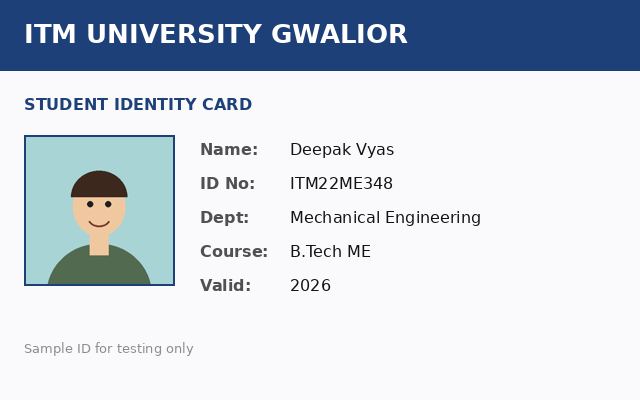 ITM UNIVERSITY GWALIOR
STUDENT IDENTITY CARD
Name: Deepak Vyas
ID No: ITM22ME348
Dept: Mechanical Engineering
Course: B.Tech ME
Valid: 2026
Sample ID for testing only